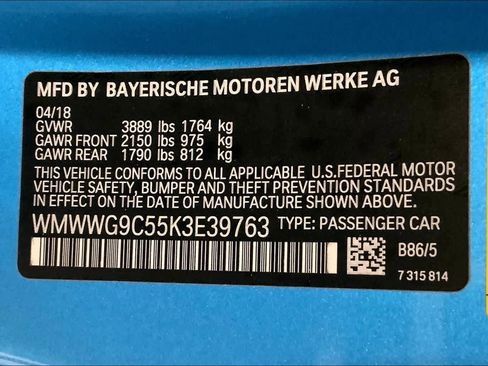 MFD BY BAYERISCHE MOTOREN WERKE AG
04/18
GVWR 3889 lbs 1764 kg
GAWR FRONT 2150 lbs 975 kg
GAWR REAR 1790 lbs 812 kg
THIS VEHICLE CONFORMS TO ALL APPLICABLE U.S.FEDERAL MOTOR
VEHICLE SAFETY, BUMPER, AND THEFT PREVENTION STANDARDS
IN EFFECT ON THE DATE OF MANUFACTURE SHOWN ABOVE.
WMWWG9C55K3E39763 TYPE: PASSENGER CAR
B86/5
7 315 814